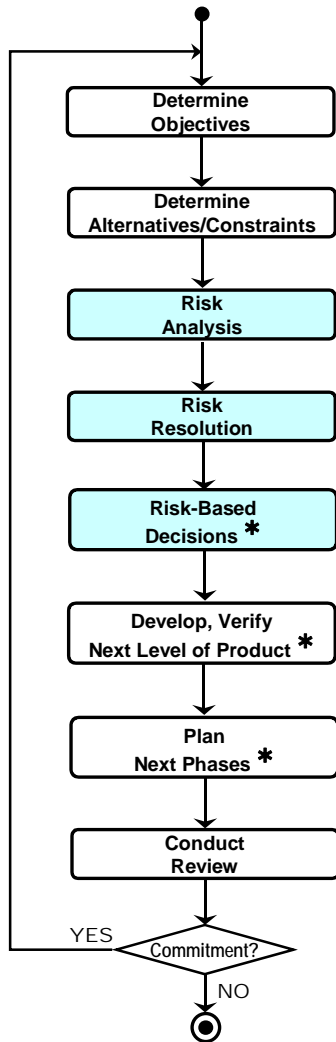 Determine
Objectives
Determine
Alternatives/Constraints
Risk
Analysis
Risk
Resolution
Risk-Based
Decisions *
Develop, Verify
Next Level of Product *
Plan
Next Phases *
Conduct
Review
YES
Commitment?
NO